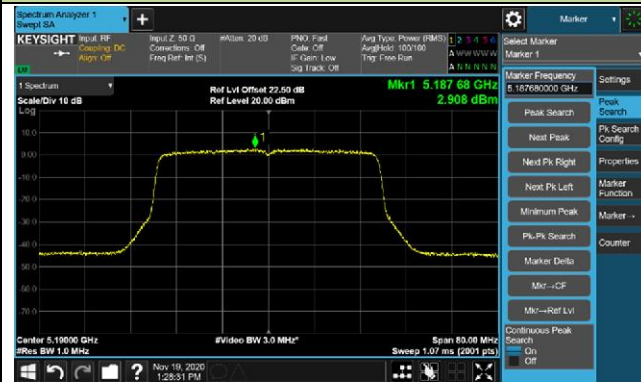 Spectrum Analyzer 1
Swept SA
+
Marker
KEYSIGHT Input: RF
Coupling: DC
Align: Off
Input Z: 50 Ω
Corrections: Off
Freq Ref: Int (S)
#Atten: 20 dB
PNO: Fast
Gate: Off
IF Gain: Low
Sig Track: Off
Avg Type: Power (RMS)
Avg|Hold: 100/100
Trig: Free Run
1 2 3 4 5 6
A W W W W W
A N N N N N
Select Marker
Marker 1
1 Spectrum
Scale/Div 10 dB
Log
Ref Lvl Offset 22.50 dB
Ref Level 20.00 dBm
Mkr1 5.187 68 GHz
2.908 dBm
10.0
0.00
-10.0
-20.0
-30.0
-40.0
-50.0
-60.0
-70.0
1
Center 5.19000 GHz
#Res BW 1.0 MHz
#Video BW 3.0 MHz*
Span 80.00 MHz
Sweep 1.07 ms (2001 pts)
Marker Frequency
5.187680000 GHz
Peak Search
Next Peak
Next Pk Right
Next Pk Left
Minimum Peak
Pk-Pk Search
Marker Delta
Mkr→CF
Mkr→Ref Lvl
Continuous Peak
Search
On
Off
Settings
Peak
Search
Pk Search
Config
Properties
Marker
Function
Marker→
Counter
?
Nov 19, 2020
1:28:31 PM